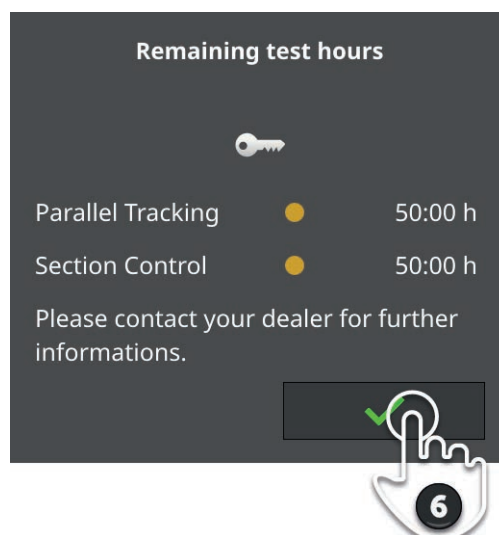 Remaining test hours
Parallel Tracking 50:00 h
Section Control 50:00 h
Please contact your dealer for further
informations.
6